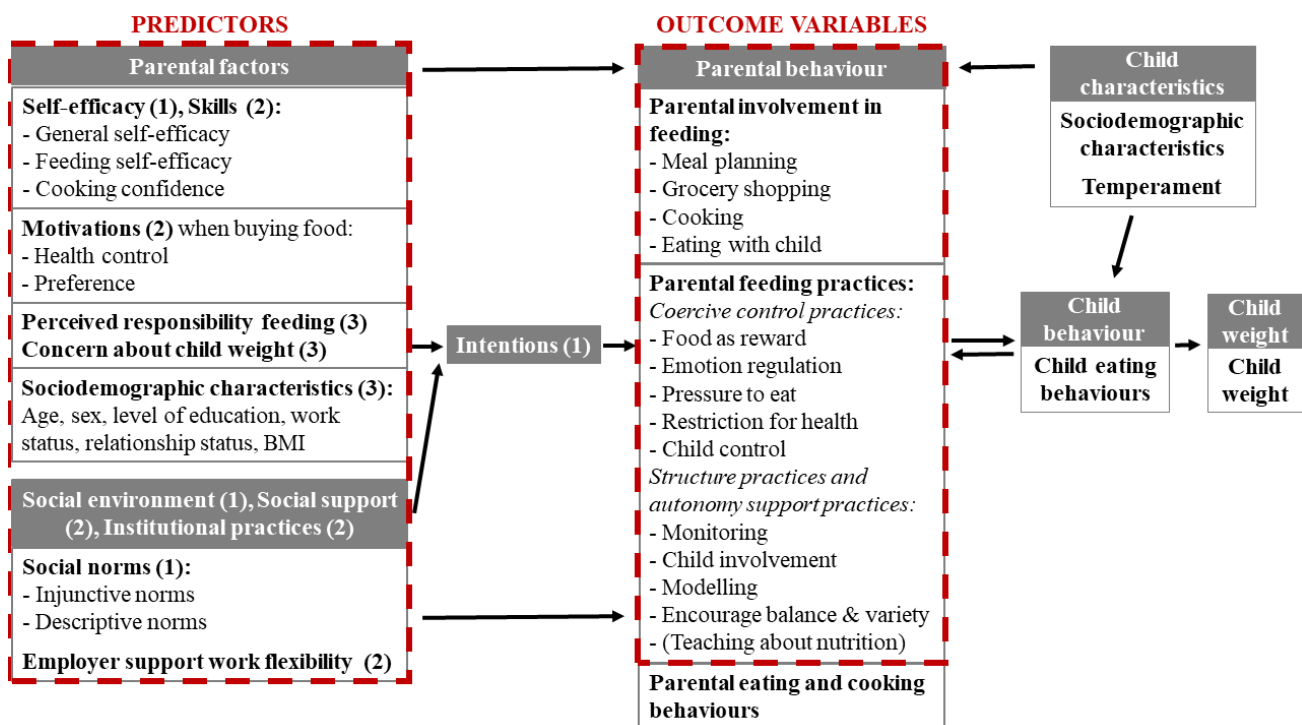 PREDICTORS
Parental factors
Self-efficacy (1), Skills (2):
- General self-efficacy
- Feeding self-efficacy
- Cooking confidence
Motivations (2) when buying food:
- Health control
- Preference
Perceived responsibility feeding (3)
Concern about child weight (3)
Sociodemographic characteristics (3):
Age, sex, level of education, work
status, relationship status, BMI
Social environment (1), Social support
(2), Institutional practices (2)
Social norms (1):
- Injunctive norms
- Descriptive norms
Employer support work flexibility (2)
Intentions (1)
OUTCOME VARIABLES
Parental behaviour
Parental involvement in
feeding:
- Meal planning
- Grocery shopping
- Cooking
- Eating with child
Parental feeding practices:
Coercive control practices:
- Food as reward
- Emotion regulation
- Pressure to eat
- Restriction for health
- Child control
Structure practices and
autonomy support practices:
- Monitoring
- Child involvement
- Modelling
- Encourage balance & variety
- (Teaching about nutrition)
Parental eating and cooking
behaviours
Child
characteristics
Sociodemographic
characteristics
Temperament
Child
behaviour
Child eating
behaviours
Child
weight
Child
weight